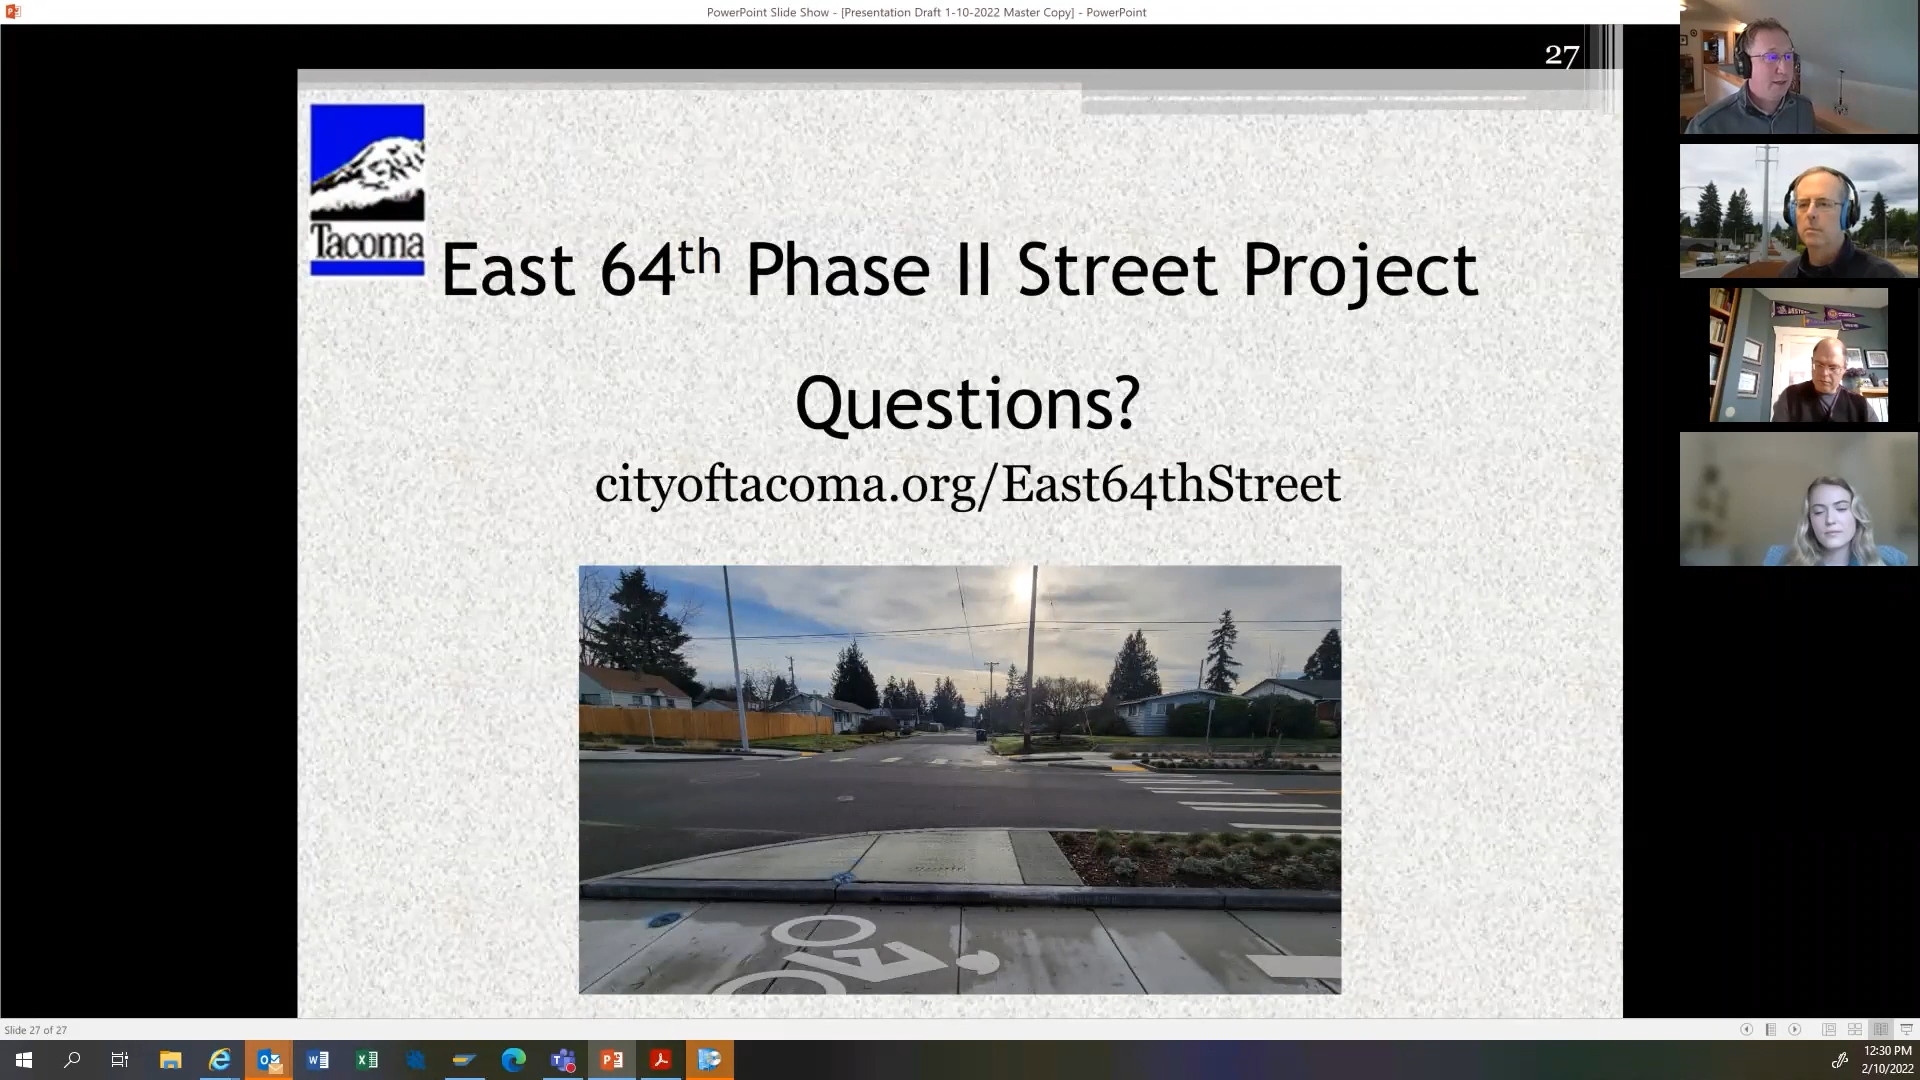 PowerPoint Slide Show - [Presentation Draft 1-10-2022 Master Copy] - PowerPoint
27
Tacoma
East 64th Phase II Street Project
Questions?
cityoftacoma.org/East64thStreet
Slide 27 of 27
12:30 PM
2/10/2022